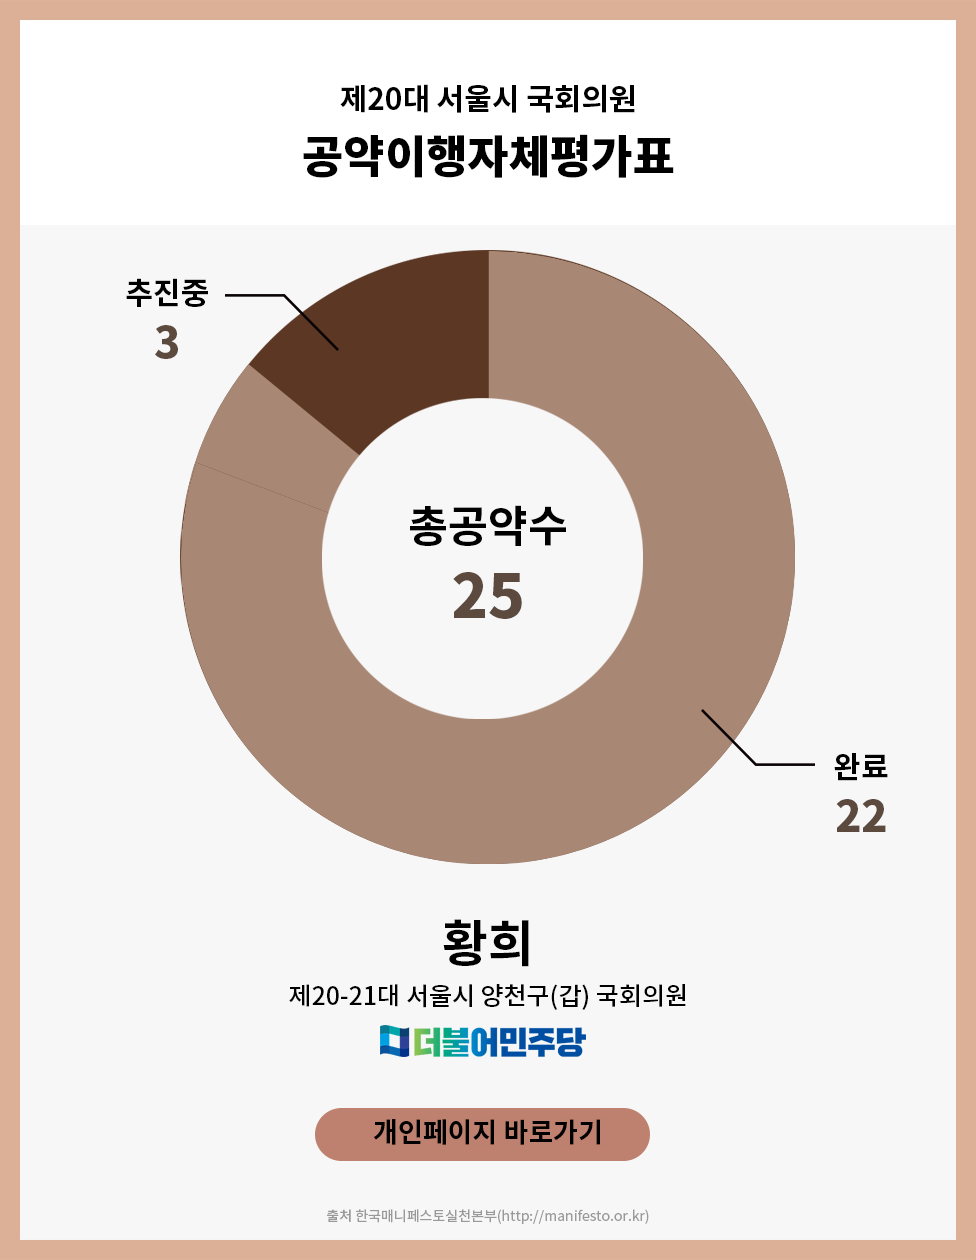 제20대 서울시 국회의원
공약이행자체평가표
추진중
3
총공약수
25
완료
22
황희
제20-21대 서울시 양천구(갑) 국회의원
더불어민주당
개인페이지 바로가기
출처 한국매니페스토실천본부(http://manifesto.or.kr)